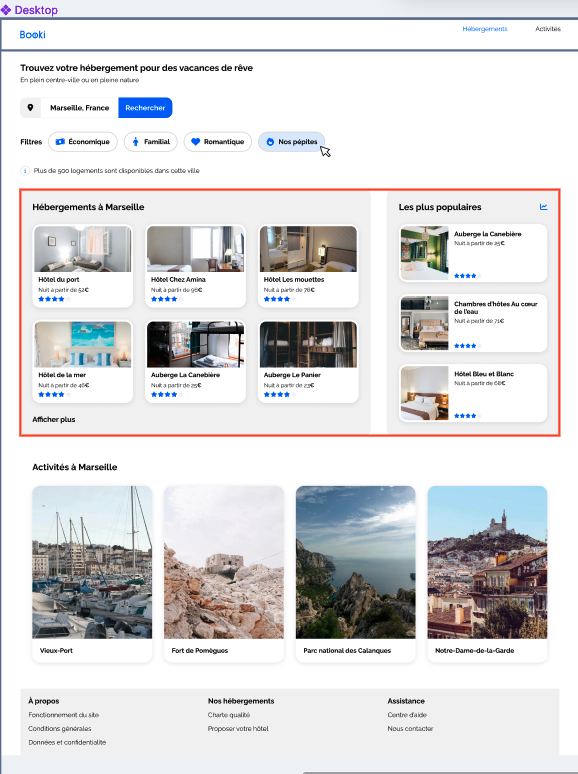 Desktop
Booki
Hébergements
Activités
Trouvez votre hébergement pour des vacances de rêve
En plein centre-ville ou en pleine nature
Marseille, France
Rechercher
Filtres
Économique
Familial
Romantique
Nos pépites
Plus de 500 logements sont disponibles dans cette ville
Hébergements à Marseille
Hôtel du port
Nuit à partir de 52€
Hôtel Chez Amina
Nuit à partir de 96€
Hôtel Les mouettes
Nuit à partir de 76€
Hôtel de la mer
Nuit à partir de 46€
Auberge La Canebière
Nuit à partir de 25€
Auberge Le Panier
Nuit à partir de 23€
Afficher plus
Les plus populaires
Auberge la Canebière
Nuit à partir de 25€
Chambres d'hôtes Au cœur
de l'eau
Nuit à partir de 71€
Hôtel Bleu et Blanc
Nuit à partir de 68€
Activités à Marseille
Vieux-Port
Fort de Pomègues
Parc national des Calanques
Notre-Dame-de-la-Garde
À propos
Fonctionnement du site
Conditions générales
Données et confidentialité
Nos hébergements
Charte qualité
Proposer votre hôtel
Assistance
Centre d'aide
Nous contacter